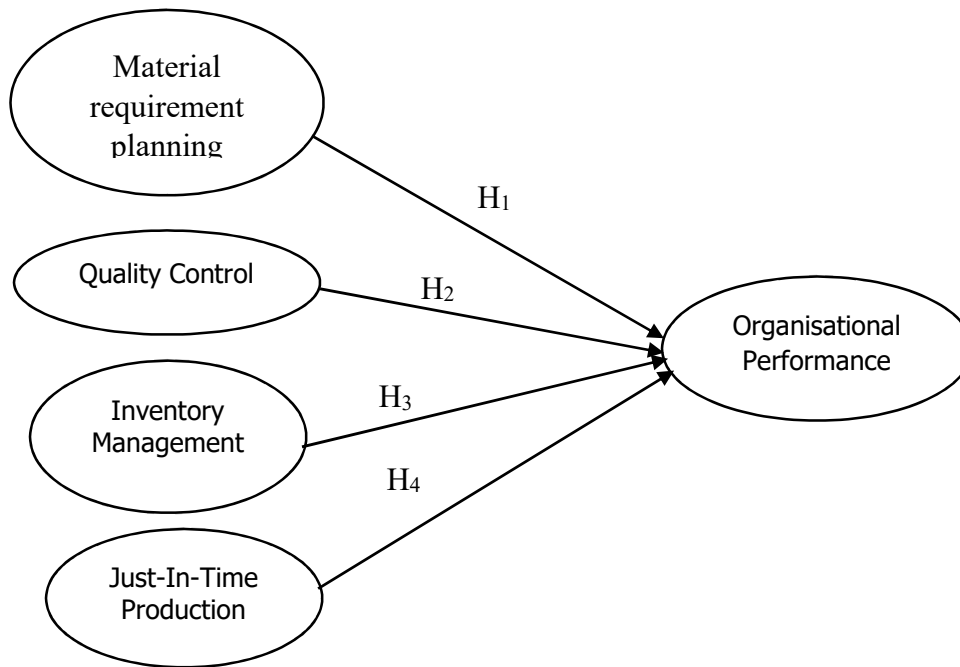 Material
requirement
planning
H₁
Quality Control
H₂
Organisational
Performance
Inventory
Management
H₃
H₄
Just-In-Time
Production